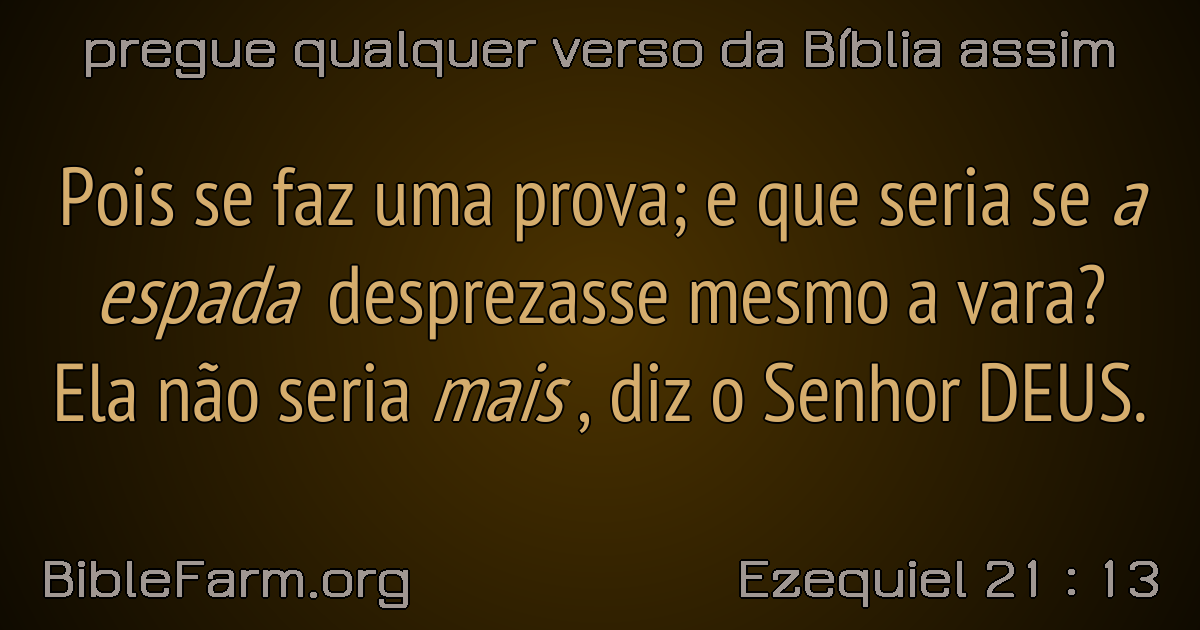 pregue qualquer verso da Bíblia assim
Pois se faz uma prova; e que seria se a
espada desprezasse mesmo a vara?
Ela não seria mais , diz o Senhor DEUS.
BibleFarm.org
Ezequiel 21 : 13